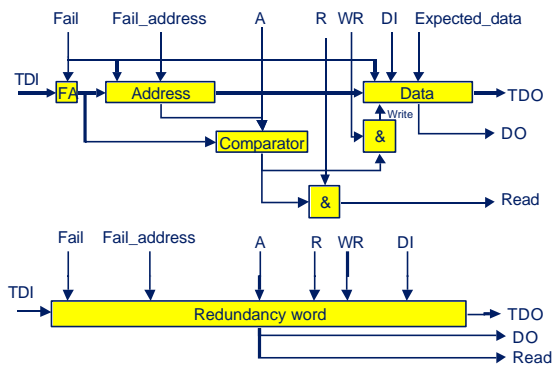 Fail Fail_address A R WR DI Expected_data
TDI
FA Address Data TDO
Write
DO
Comparator &
& Read
Fail Fail_address A R WR DI
TDI
Redundancy word TDO
DO
Read